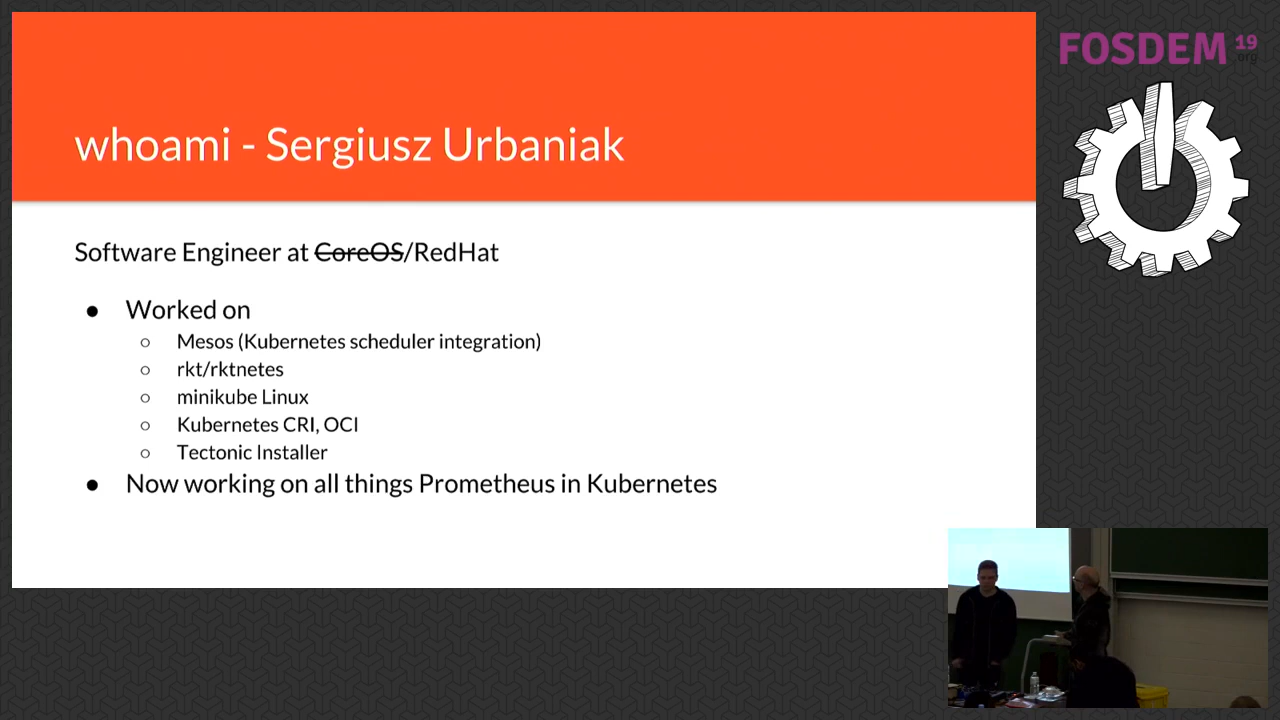 whoami - Sergiusz Urbaniak
Software Engineer at CoreOS/RedHat
● Worked on
○ Mesos (Kubernetes scheduler integration)
○ rkt/rktnetes
○ minikube Linux
○ Kubernetes CRI, OCI
○ Tectonic Installer
● Now working on all things Prometheus in Kubernetes
FOSDEM 19
.org